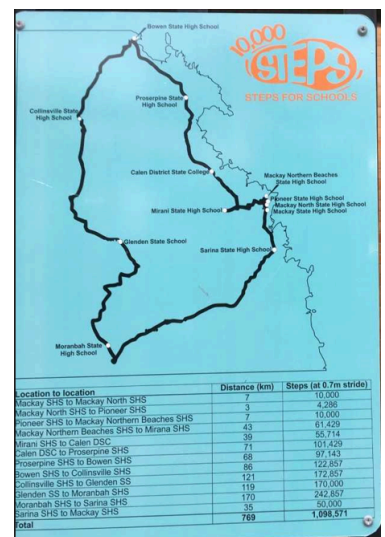 Bowen State High School
10,000
STEPS
STEPS FOR SCHOOLS
Proserpine State
High School
Collinsville State
High School
Calen District State College
Mackay Northern Beaches
State High School
Pioneer State High School
Mackay North State High School
Mackay State High School
Mirani State High School
Glenden State School
Sarina State High School
Moranbah State
High School
Location to location Distance (km) Steps (at 0.7m stride)
Mackay SHS to Mackay North SHS 7 10,000
Mackay North SHS to Pioneer SHS 3 4,286
Pioneer SHS to Mackay Northern Beaches SHS 7 10,000
Mackay Northern Beaches SHS to Mirana SHS 43 61,429
Mirani SHS to Calen DSC 39 55,714
Calen DSC to Proserpine SHS 71 101,429
Proserpine SHS to Bowen SHS 68 97,143
Bowen SHS to Collinsville SHS 86 122,857
Collinsville SHS to Glenden SS 121 172,857
Glenden SS to Moranbah SHS 119 170,000
Moranbah SHS to Sarina SHS 170 242,857
Sarina SHS to Mackay SHS 35 50,000
Total 769 1,098,571